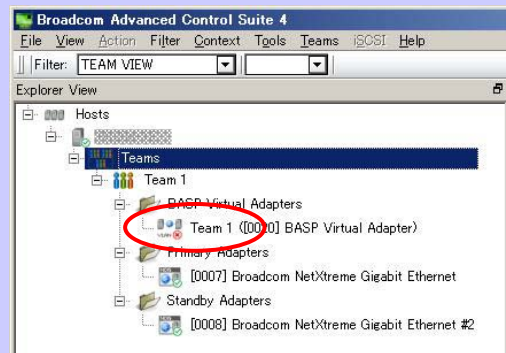 Broadcom Advanced Control Suite 4
File View Action Filter Context Tools Teams iSCSI Help
Filter: TEAM VIEW
Explorer View
Hosts
Teams
Team 1
BASP Virtual Adapters
Team 1 ([0020] BASP Virtual Adapter)
Primary Adapters
[0007] Broadcom NetXtreme Gigabit Ethernet
Standby Adapters
[0008] Broadcom NetXtreme Gigabit Ethernet #2